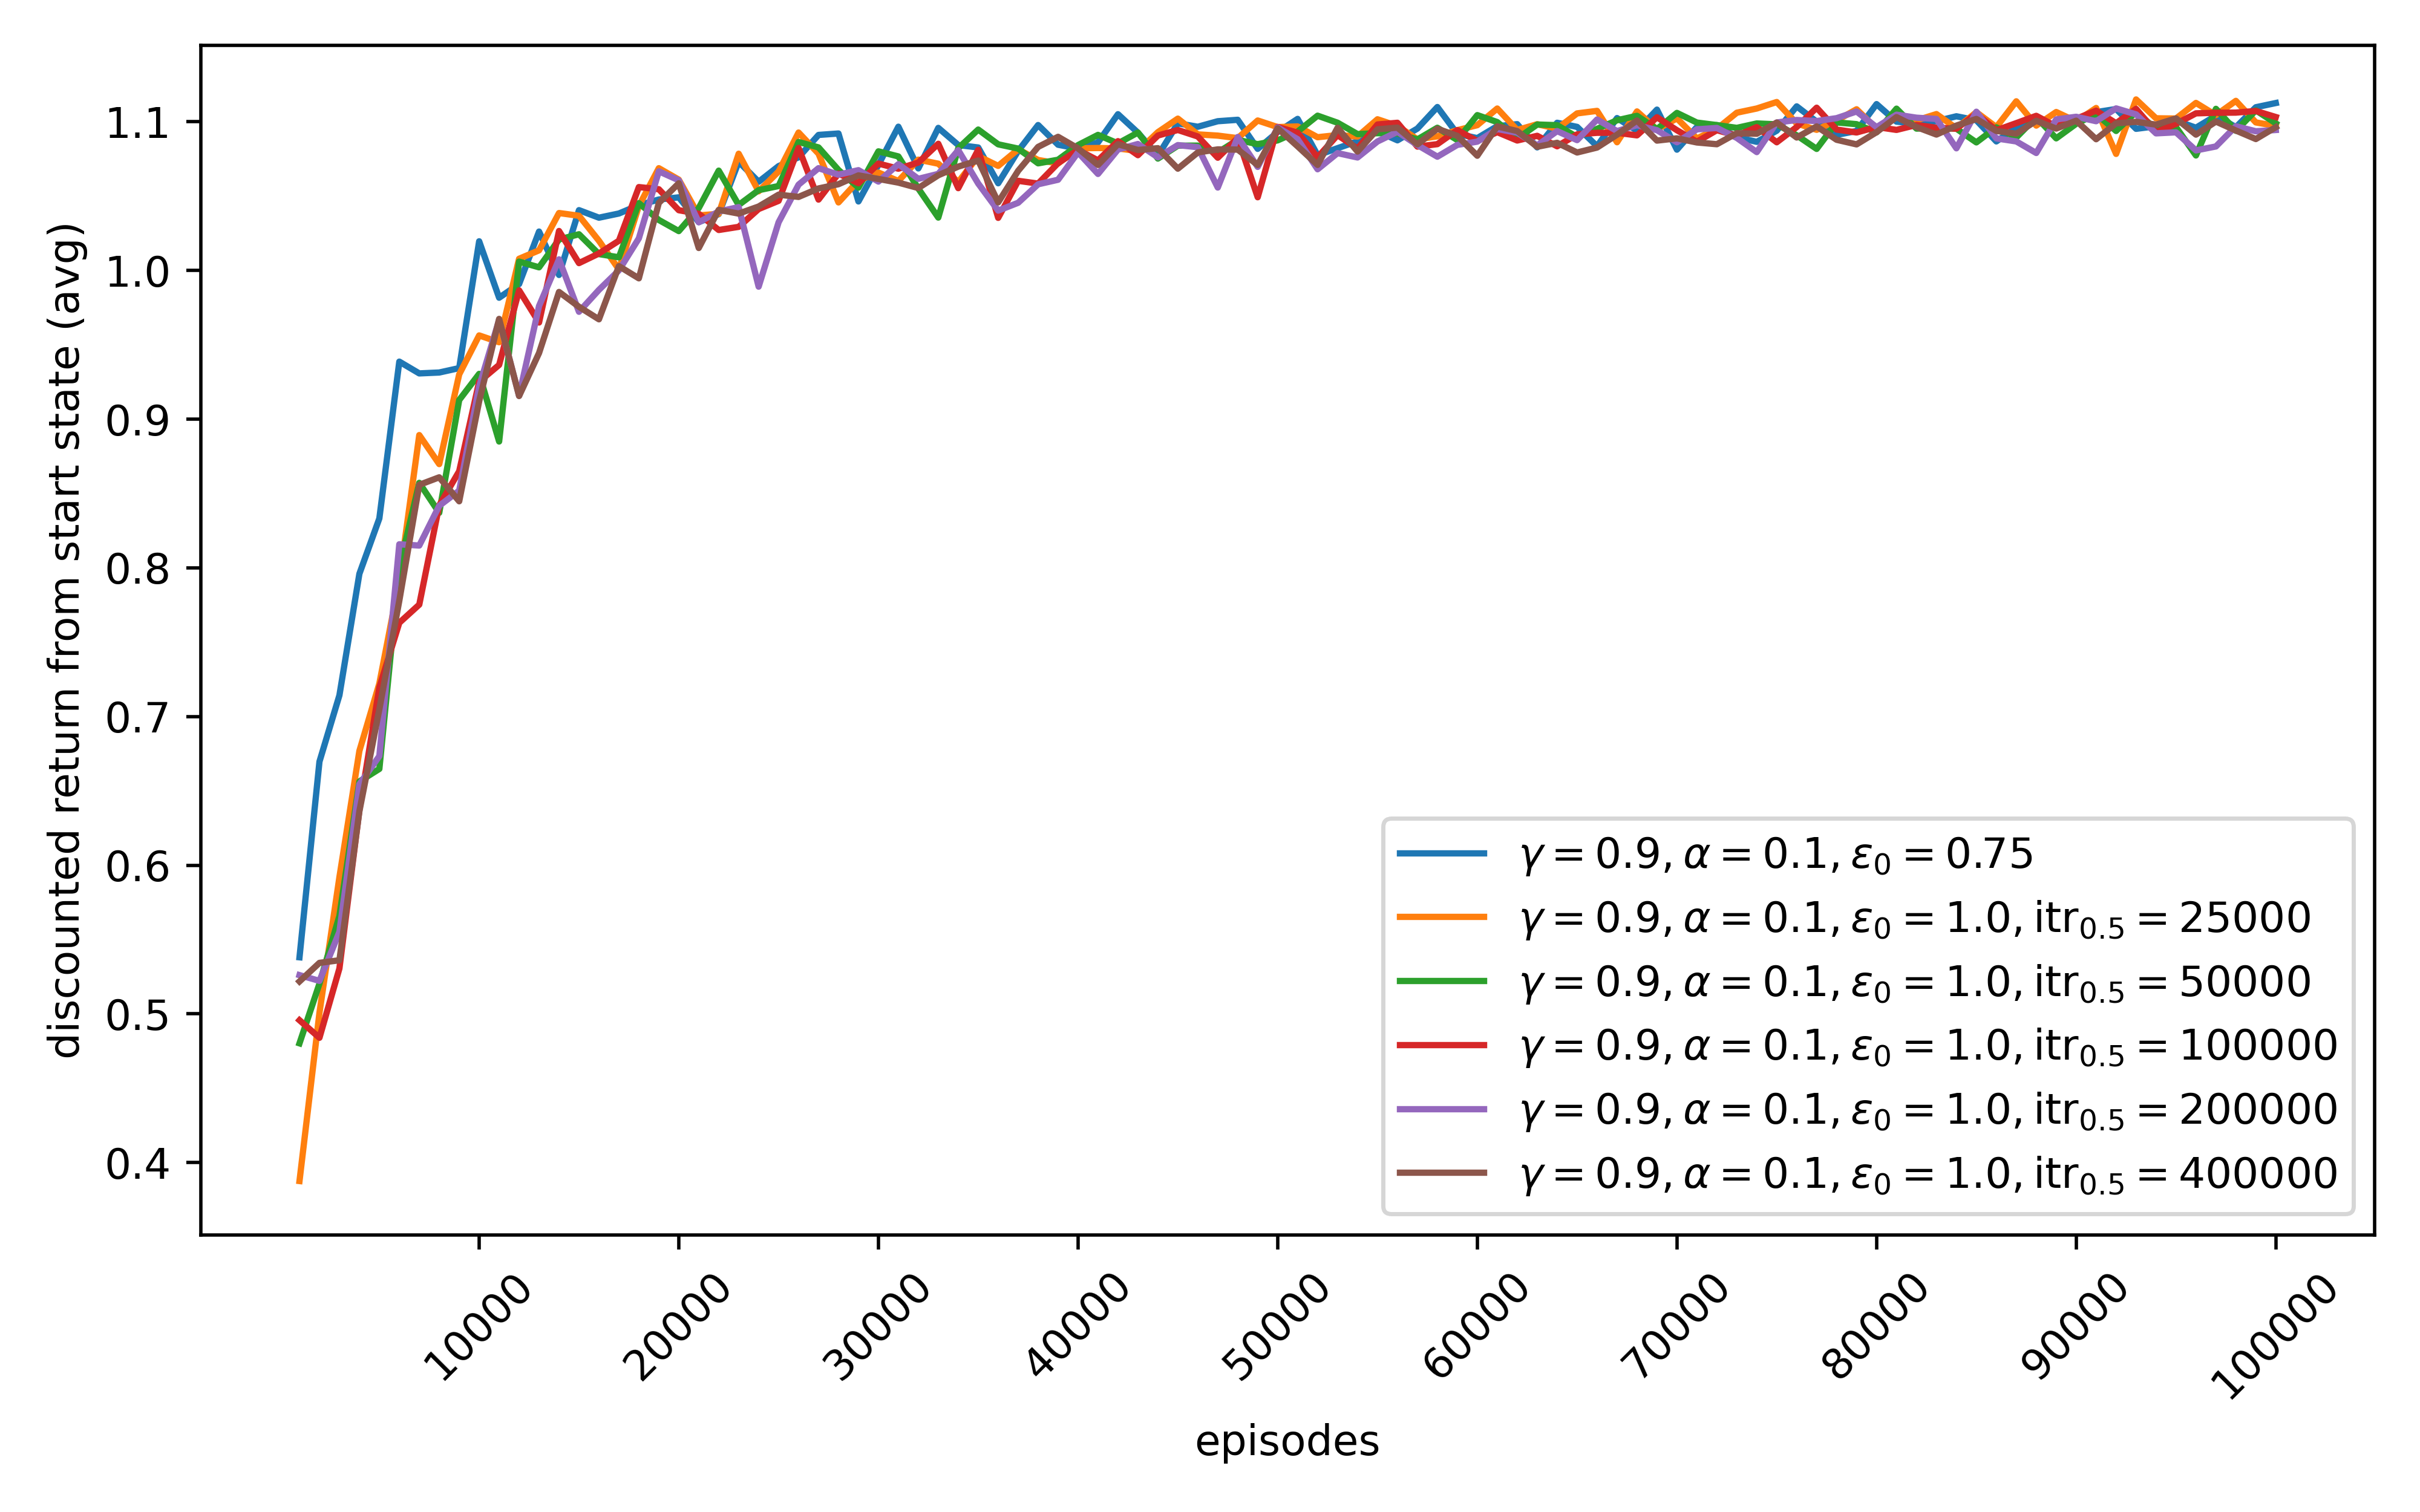 discounted return from start state (avg)
1.1
1.0
0.9
0.8
0.7
0.6
0.5
0.4
γ = 0.9, α = 0.1, ε₀ = 0.75
γ = 0.9, α = 0.1, ε₀ = 1.0, itr₀.₅ = 25000
γ = 0.9, α = 0.1, ε₀ = 1.0, itr₀.₅ = 50000
γ = 0.9, α = 0.1, ε₀ = 1.0, itr₀.₅ = 100000
γ = 0.9, α = 0.1, ε₀ = 1.0, itr₀.₅ = 200000
γ = 0.9, α = 0.1, ε₀ = 1.0, itr₀.₅ = 400000
10000
20000
30000
40000
50000
60000
70000
80000
90000
100000
episodes